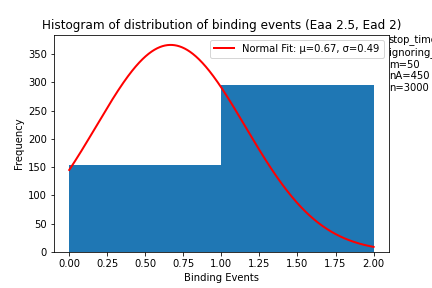 Histogram of distribution of binding events (Eaa 2.5, Ead 2)
Normal Fit: μ=0.67, σ=0.49
m=50
nA=450
n=3000
350
300
250
200
150
100
50
0
Frequency
0.00 0.25 0.50 0.75 1.00 1.25 1.50 1.75 2.00
Binding Events